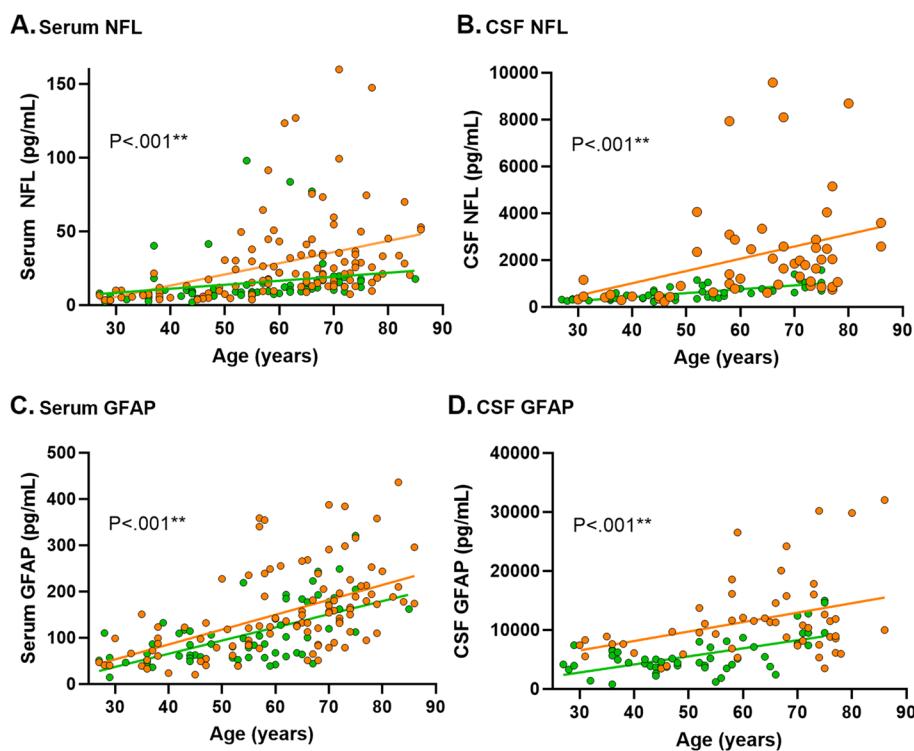 A. Serum NFL
150
100
50
0
Serum NFL (pg/mL)
P<.001**
30 40 50 60 70 80 90
Age (years)
B. CSF NFL
10000
8000
6000
4000
2000
0
CSF NFL (pg/mL)
P<.001**
30 40 50 60 70 80 90
Age (years)
C. Serum GFAP
500
400
300
200
100
0
Serum GFAP (pg/mL)
P<.001**
30 40 50 60 70 80 90
Age (years)
D. CSF GFAP
40000
30000
20000
10000
0
CSF GFAP (pg/mL)
P<.001**
30 40 50 60 70 80 90
Age (years)